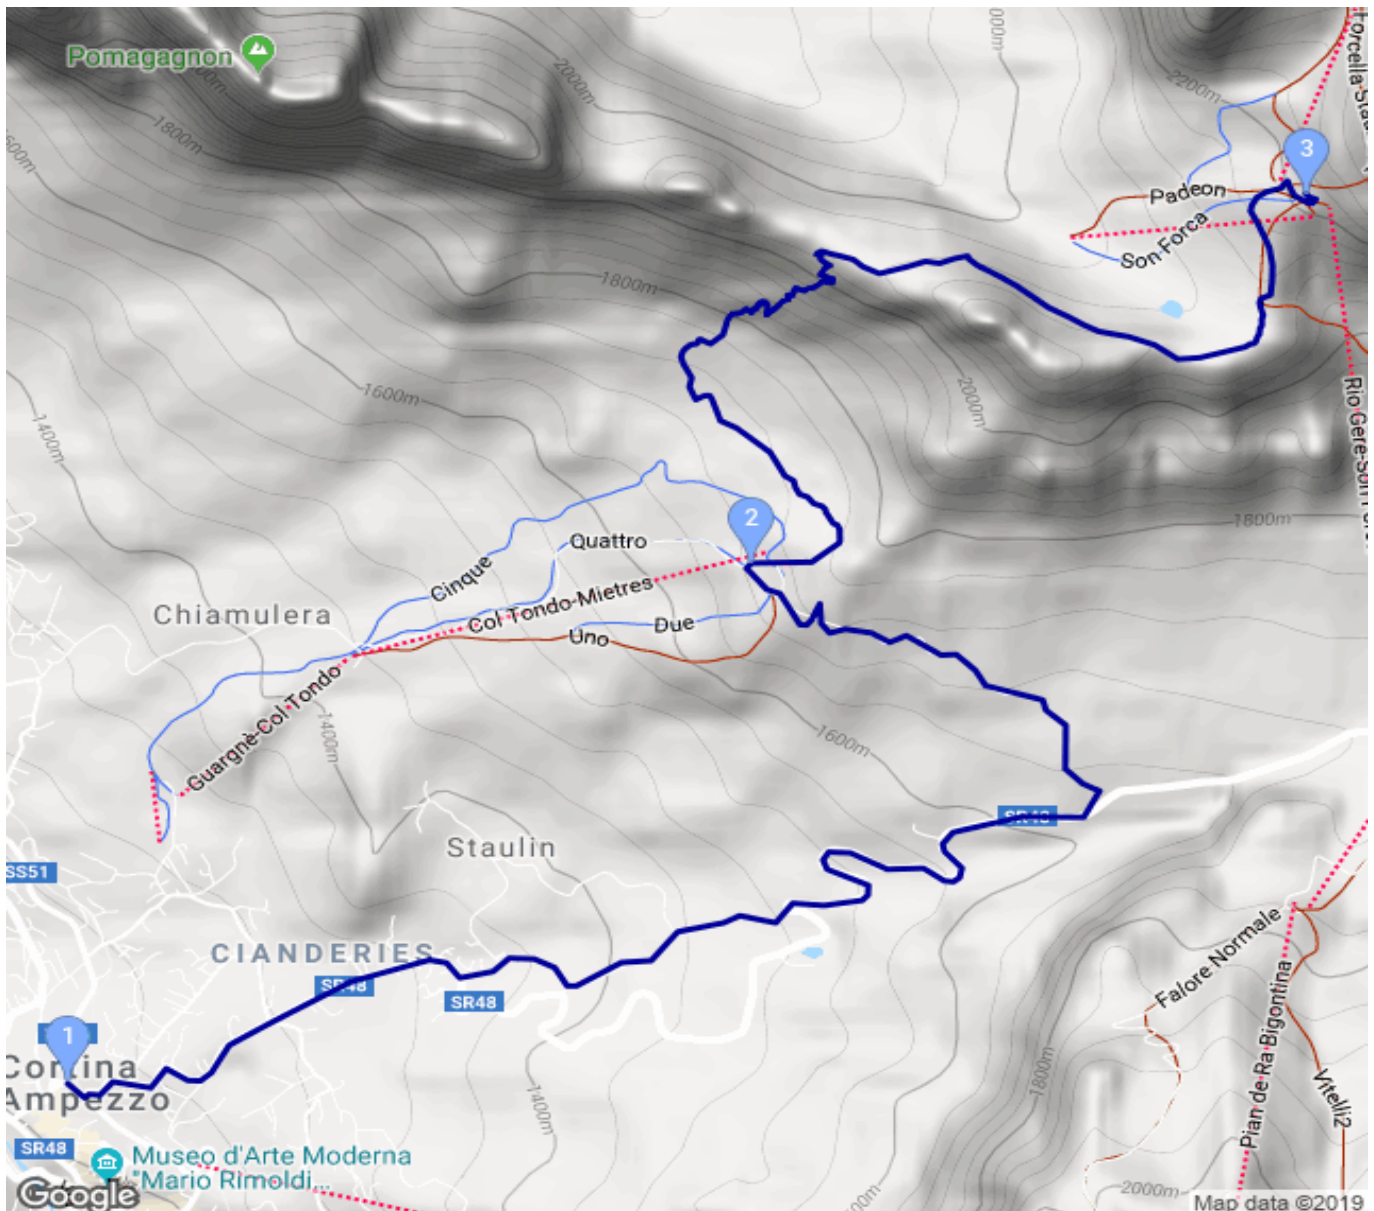 Pomagagnon
2000m
2200m
Forcella Stau
1800m
1600m
3
Padeon
Son Forca
1800m
1600m
1400m
2000m
Rio Gere-Son Forca
2
1800m
Quattro
Cinque
Col Tondo-Mietres
Chiamulera
Due
Uno
Guargnè-Col Tondo
1400m
1600m
SR48
Staulin
SS51
Falore Normale
CIANDERIES
SR48
SR48
1
Cortina
Ampezzo
1800m
1400m
Pian de Ra Bigontina
Vitelli2
SR48
Museo d'Arte Moderna
"Mario Rimoldi...
2000m
Google
Map data ©2019